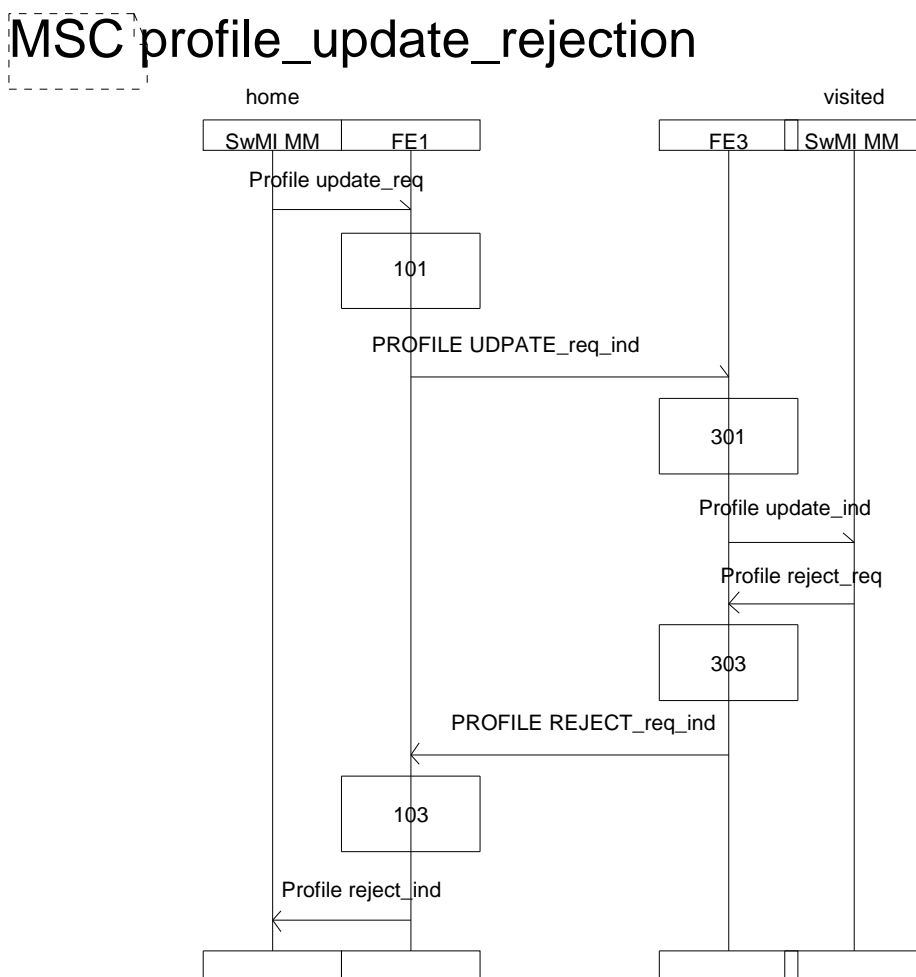 MSC profile_update_rejection
home visited
SwMI MM FE1 FE3 SwMI MM
Profile update_req
101
PROFILE UDPATE_req_ind
301
Profile update_ind
Profile reject_req
303
PROFILE REJECT_req_ind
103
Profile reject_ind